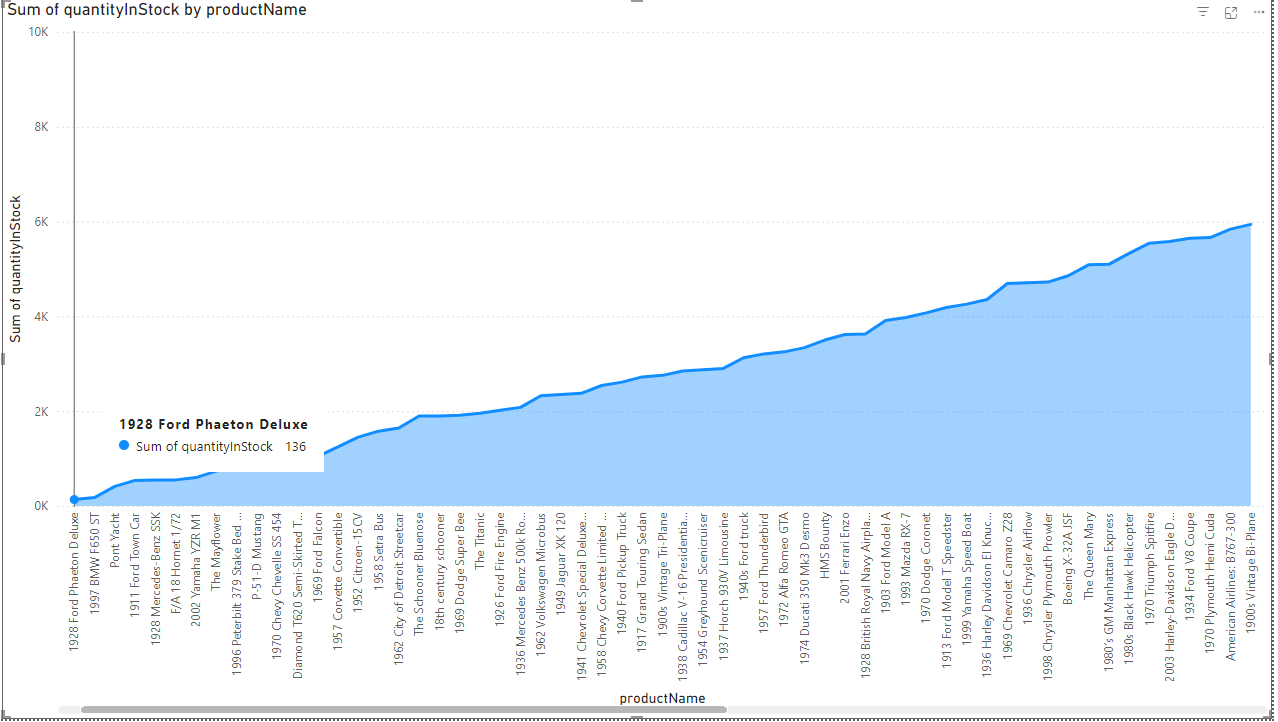 Sum of quantityInStock by productName
10K
8K
6K
4K
2K
0K
Sum of quantityInStock
1928 Ford Phaeton Deluxe
Sum of quantityInStock 136
1928 Ford Phaeton Deluxe
1997 BMW F650 ST
Pont Yacht
1911 Ford Town Car
1928 Mercedes-Benz SSK
F/A 18 Hornet 1/72
2002 Yamaha YZR M1
The Mayflower
1996 Peterbilt 379 Stake Bed ...
P-51-D Mustang
1970 Chevy Chevelle SS 454
Diamond T620 Semi-Skirted T...
1969 Ford Falcon
1957 Corvette Convertible
1952 Citroen-15CV
1958 Setra Bus
1962 City of Detroit Streetcar
The Schooner Bluenose
18th century schooner
1969 Dodge Super Bee
The Titanic
1926 Ford Fire Engine
1936 Mercedes Benz 500k Ro...
1962 Volkswagen Microbus
1949 Jaguar XK 120
1941 Chevrolet Special Deluxe...
1958 Chevy Corvette Limited ...
1940 Ford Pickup Truck
1917 Grand Touring Sedan
1900s Vintage Tri-Plane
1938 Cadillac V-16 Presidentia...
1954 Greyhound Scenicruiser
1937 Horch 930V Limousine
1940s Ford truck
1957 Ford Thunderbird
1972 Alfa Romeo GTA
1974 Ducati 350 Mk3 Desmo
HMS Bounty
2001 Ferrari Enzo
1928 British Royal Navy Airpla...
1903 Ford Model A
1993 Mazda RX-7
1970 Dodge Coronet
1913 Ford Model T Speedster
1999 Yamaha Speed Boat
1936 Harley Davidson El Knuc...
1969 Chevrolet Camaro Z28
1936 Chrysler Airflow
1998 Chrysler Plymouth Prowler
Boeing X-32A JSF
The Queen Mary
1980's GM Manhattan Express
1980s Black Hawk Helicopter
1970 Triumph Spitfire
2003 Harley-Davidson Eagle D...
1934 Ford V8 Coupe
1970 Plymouth Hemi Cuda
American Airlines: B767-300
1900s Vintage Bi-Plane
productName